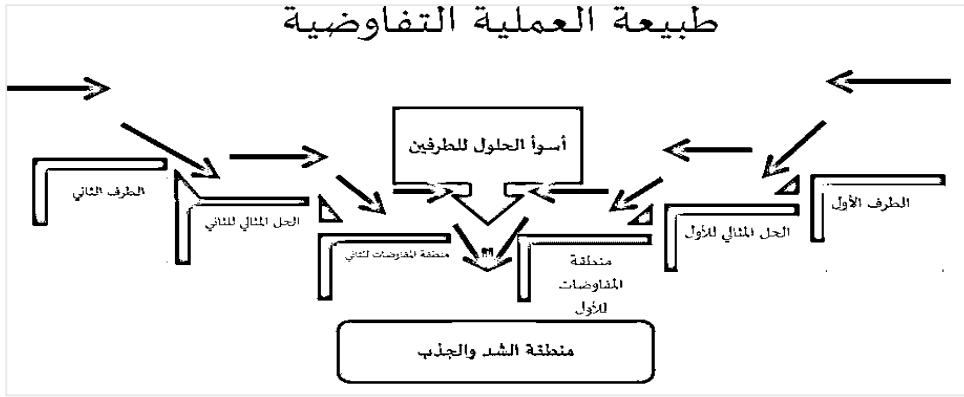 طبيعة العملية التفاوضية
أسوأ الحلول للطرفين
الطرف الأول
الحل المثالي للأول
منطقة
المفاوضات
للأول
الطرف الثاني
الحل المثالي للثاني
منطقة المفاوضات للثاني
منطقة الشد والجذب